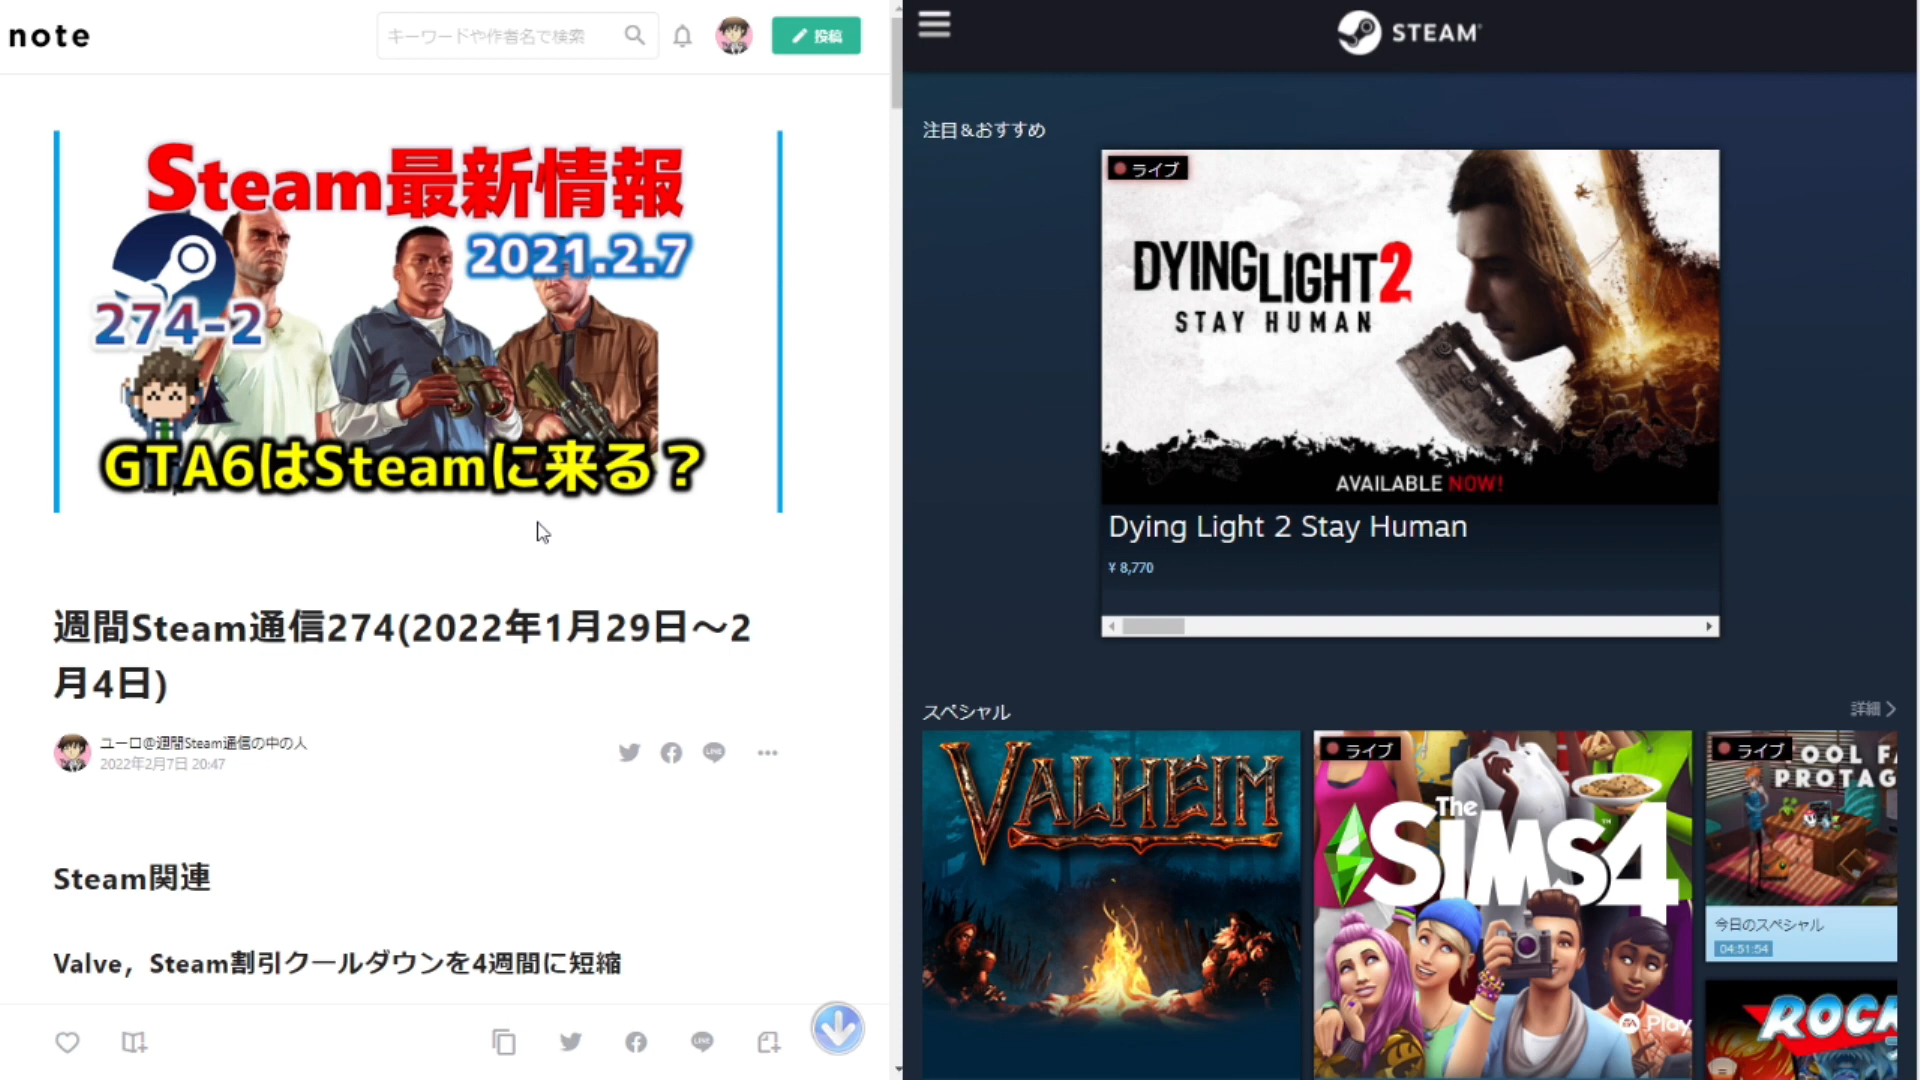 note
キーワードや作者名で検索
投稿
Steam最新情報
2021.2.7
274-2
GTA6はSteamに来る？
週間Steam通信274(2022年1月29日～2
月4日)
ユーロ@週間Steam通信の中の人
2022年2月7日 20:47
LINE
Steam関連
Valve，Steam割引クールダウンを4週間に短縮
LINE
STEAM
注目＆おすすめ
ライブ
DYING LIGHT 2
STAY HUMAN
AVAILABLE NOW!
Dying Light 2 Stay Human
¥ 8,770
スペシャル
詳細
VALHEIM
ライブ
The SIMS 4
EA Play
ライブ
OOL FA
PROTAG
今日のスペシャル
04:51:54
ROCK